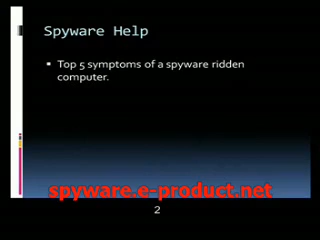 Spyware Help
▪ Top 5 symptoms of a spyware ridden
computer.
spyware.e-product.net
2